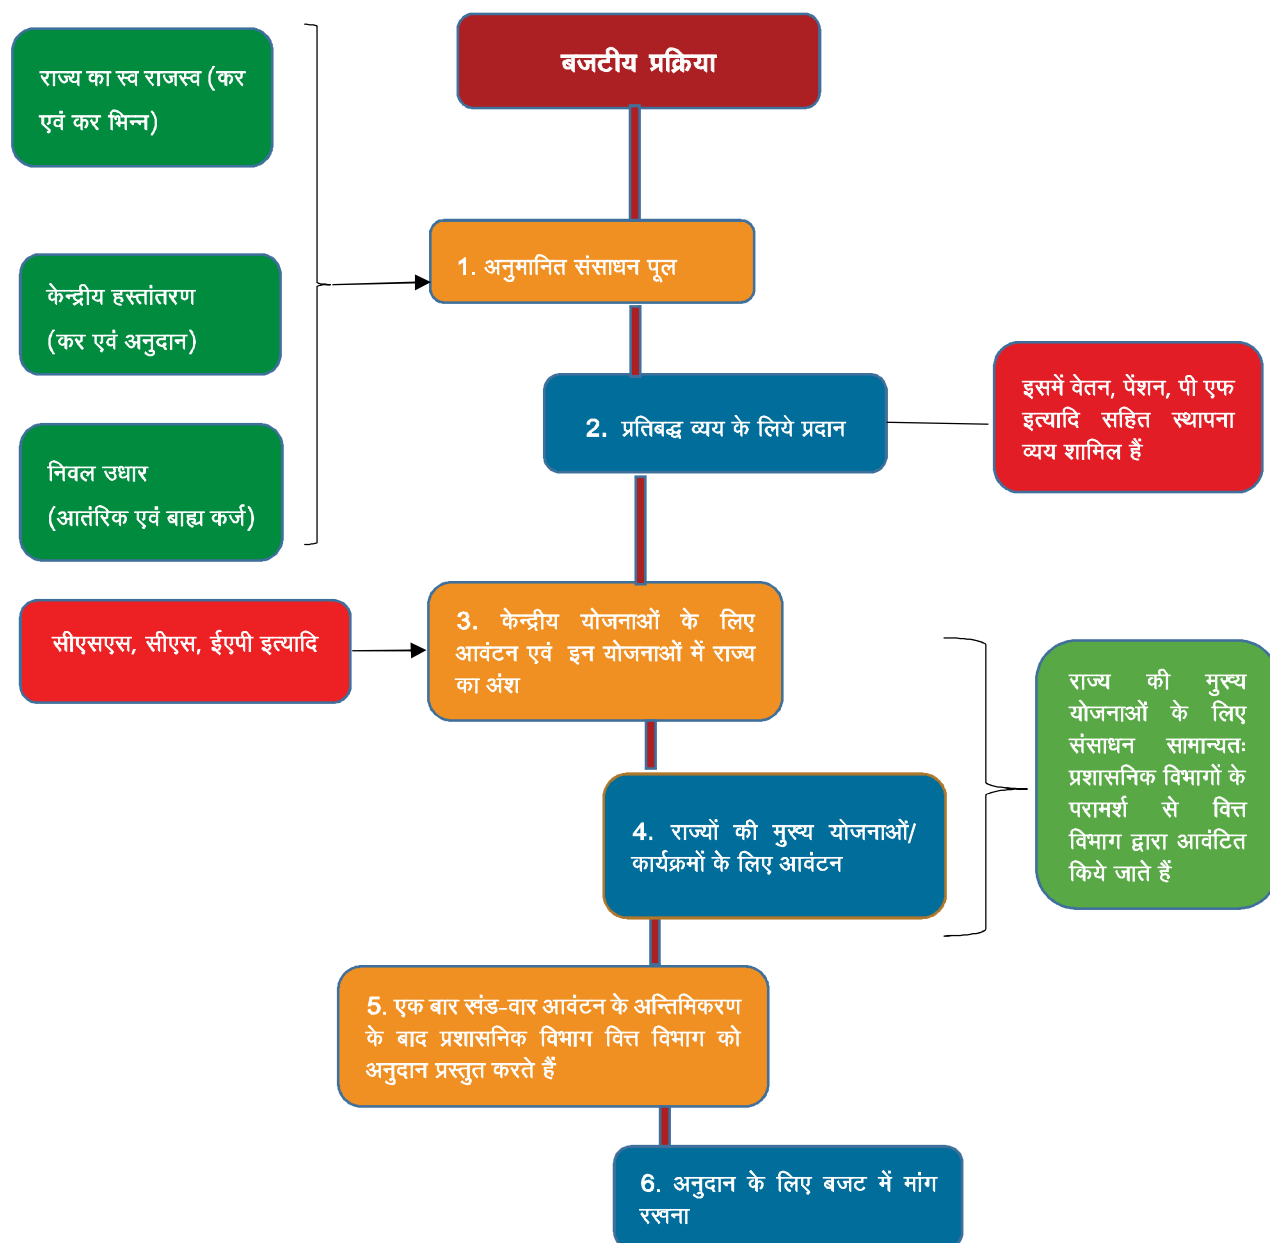 बजटीय प्रक्रिया
राज्य का स्व राजस्व (कर
एवं कर भिन्न)
केन्द्रीय हस्तांतरण
(कर एवं अनुदान)
निवल उधार
(आतंरिक एवं बाह्य कर्ज)
1. अनुमानित संसाधन पूल
2. प्रतिबद्ध व्यय के लिये प्रदान
इसमें वेतन, पेंशन, पी एफ
इत्यादि सहित स्थापना
व्यय शामिल हैं
सीएसएस, सीएस, ईएपी इत्यादि
3. केन्द्रीय योजनाओं के लिए
आवंटन एवं इन योजनाओं में राज्य
का अंश
4. राज्यों की मुख्य योजनाओं/
कार्यक्रमों के लिए आवंटन
राज्य की मुख्य
योजनाओं के लिए
संसाधन सामान्यतः
प्रशासनिक विभागों के
परामर्श से वित्त
विभाग द्वारा आवंटित
किये जाते हैं
5. एक बार खंड-वार आवंटन के अन्तिमिकरण
के बाद प्रशासनिक विभाग वित्त विभाग को
अनुदान प्रस्तुत करते हैं
6. अनुदान के लिए बजट में मांग
रखना